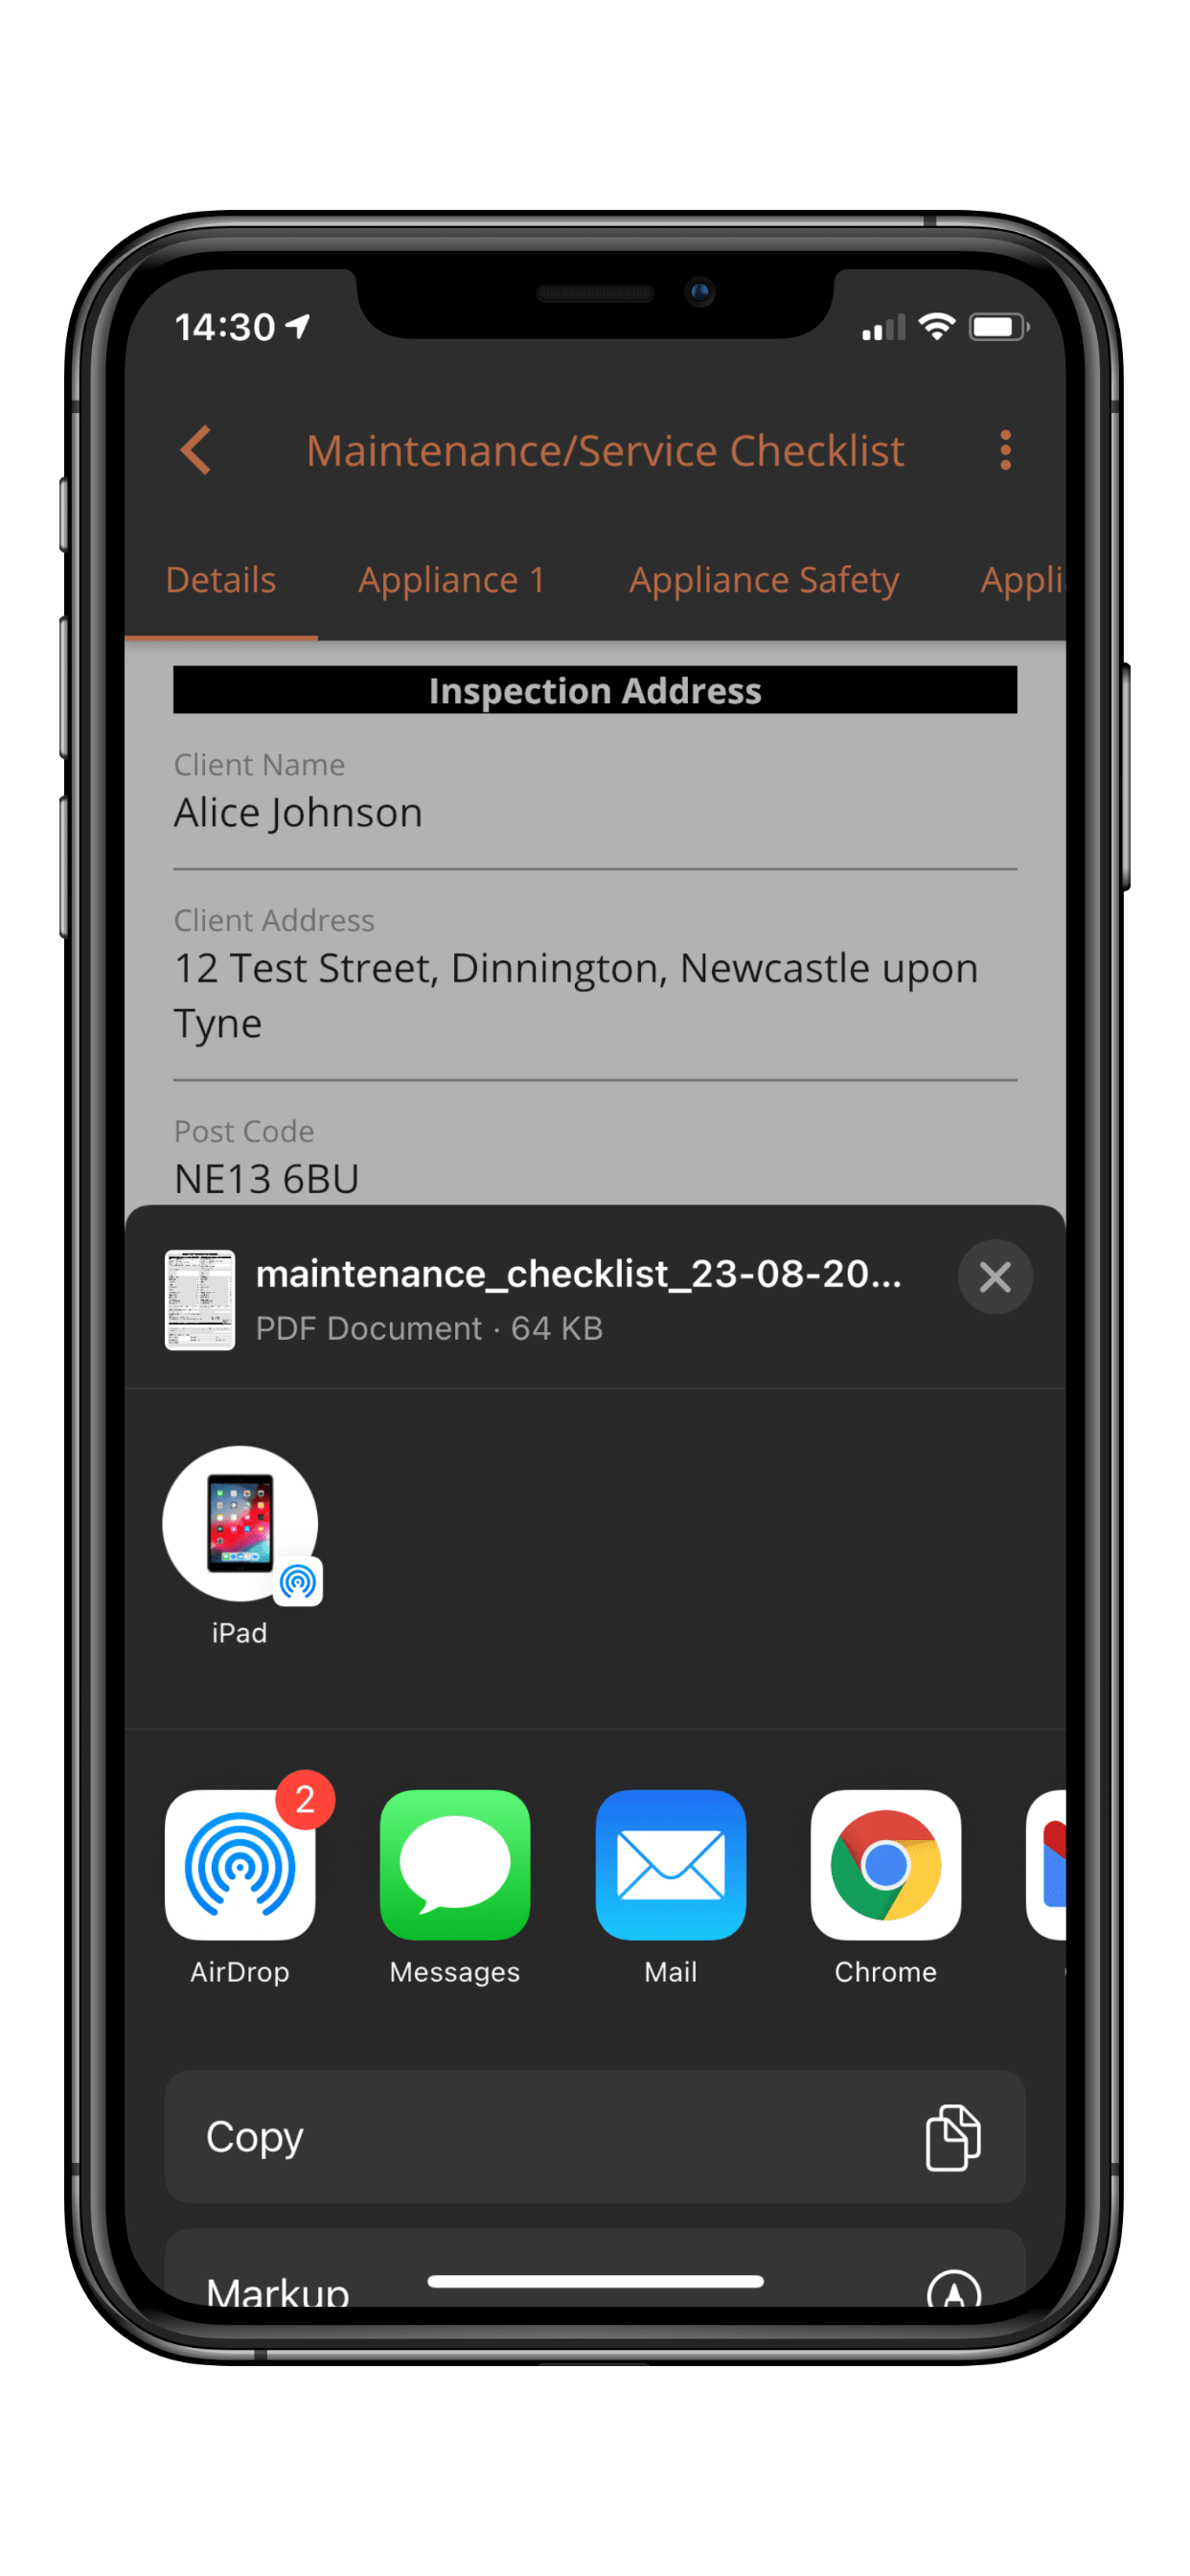 14:30
Maintenance/Service Checklist
Details Appliance 1 Appliance Safety Appli
Inspection Address
Client Name
Alice Johnson
Client Address
12 Test Street, Dinnington, Newcastle upon
Tyne
Post Code
NE13 6BU
maintenance_checklist_23-08-20...
PDF Document · 64 KB
iPad
2
AirDrop Messages Mail Chrome
Copy
Markup